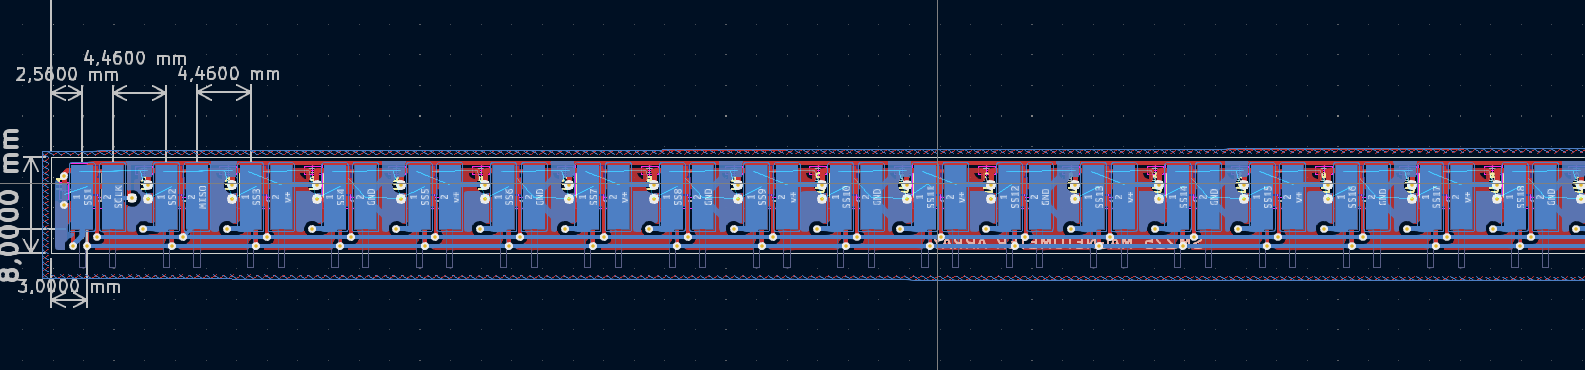 4,4600 mm
2,5600 mm
4,4600 mm
8,0000 mm
1 SS1 2 SCLK 1 SS2 2 MISO 1 SS3 2 V+ 1 SS4 2 GND 1 SS5 2 V+ 1 SS6 2 GND 1 SS7 2 V+ 1 SS8 2 GND 1 SS9 2 V+ 1 SS10 2 GND 1 SS11 2 V+ 1 SS12 2 GND 1 SS13 2 V+ 1 SS14 2 GND 1 SS15 2 V+ 1 SS16 2 GND 1 SS17 2 V+ 1 SS18 2 GND
3,0000 mm